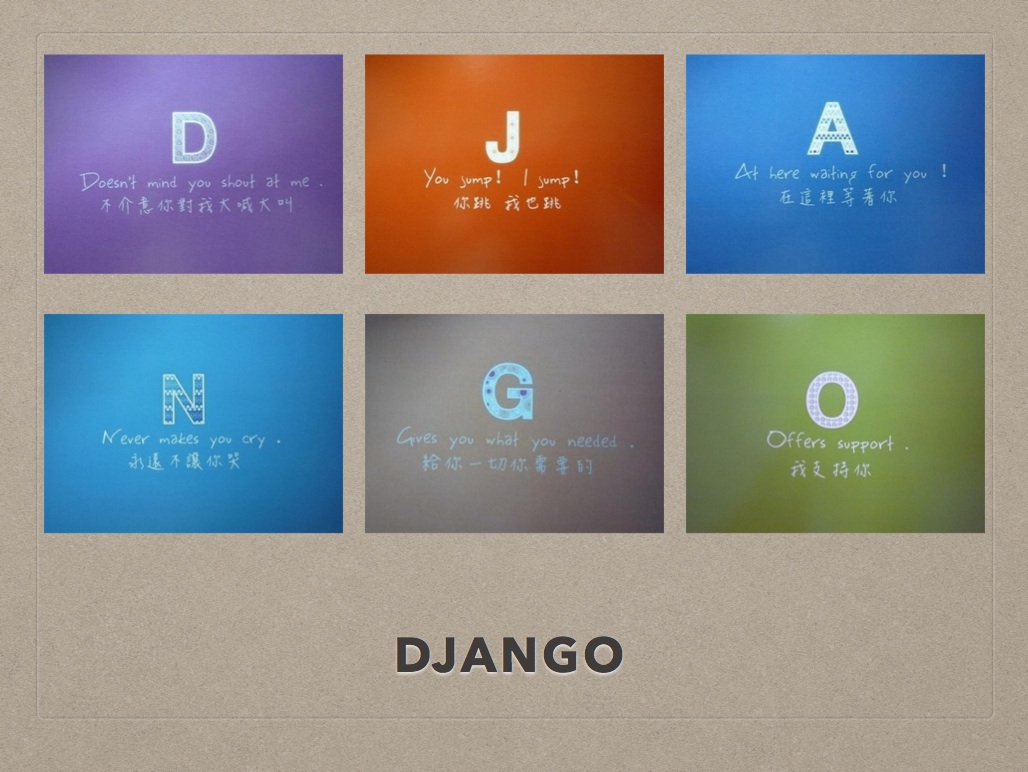 D
Doesn't mind you shout at me .
不介意你對我大喊大叫
J
You jump! I jump!
你跳 我也跳
A
At here waiting for you !
在這裡等著你
N
Never makes you cry .
永遠不讓你哭
G
Gives you what you needed .
給你一切你需要的
O
Offers support .
我支持你
DJANGO